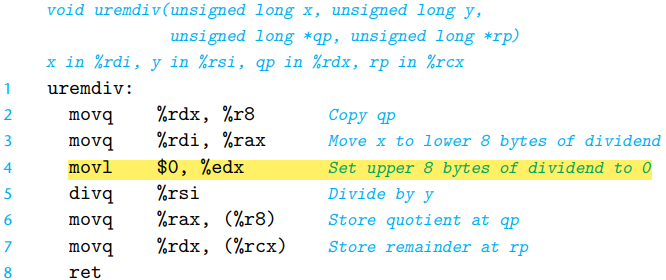 void uremdiv(unsigned long x, unsigned long y,
unsigned long *qp, unsigned long *rp)
x in %rdi, y in %rsi, qp in %rdx, rp in %rcx
1 uremdiv:
2 movq %rdx, %r8 Copy qp
3 movq %rdi, %rax Move x to lower 8 bytes of dividend
4 movl $0, %edx Set upper 8 bytes of dividend to 0
5 divq %rsi Divide by y
6 movq %rax, (%r8) Store quotient at qp
7 movq %rdx, (%rcx) Store remainder at rp
8 ret